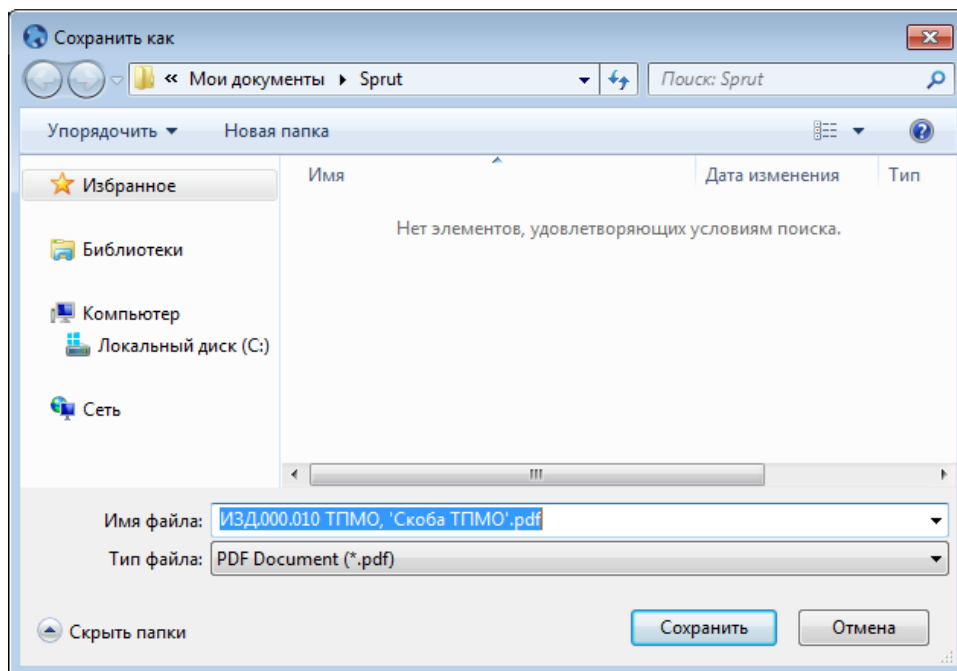 Сохранить как
« Мои документы Sprut
Поиск: Sprut
Упорядочить Новая папка
Избранное
Библиотеки
Компьютер
Локальный диск (C:)
Сеть
Имя Дата изменения Тип
Нет элементов, удовлетворяющих условиям поиска.
Имя файла: ИЗД.000.010 ТПМО, 'Скоба ТПМО'.pdf
Тип файла: PDF Document (*.pdf)
Скрыть папки Сохранить Отмена